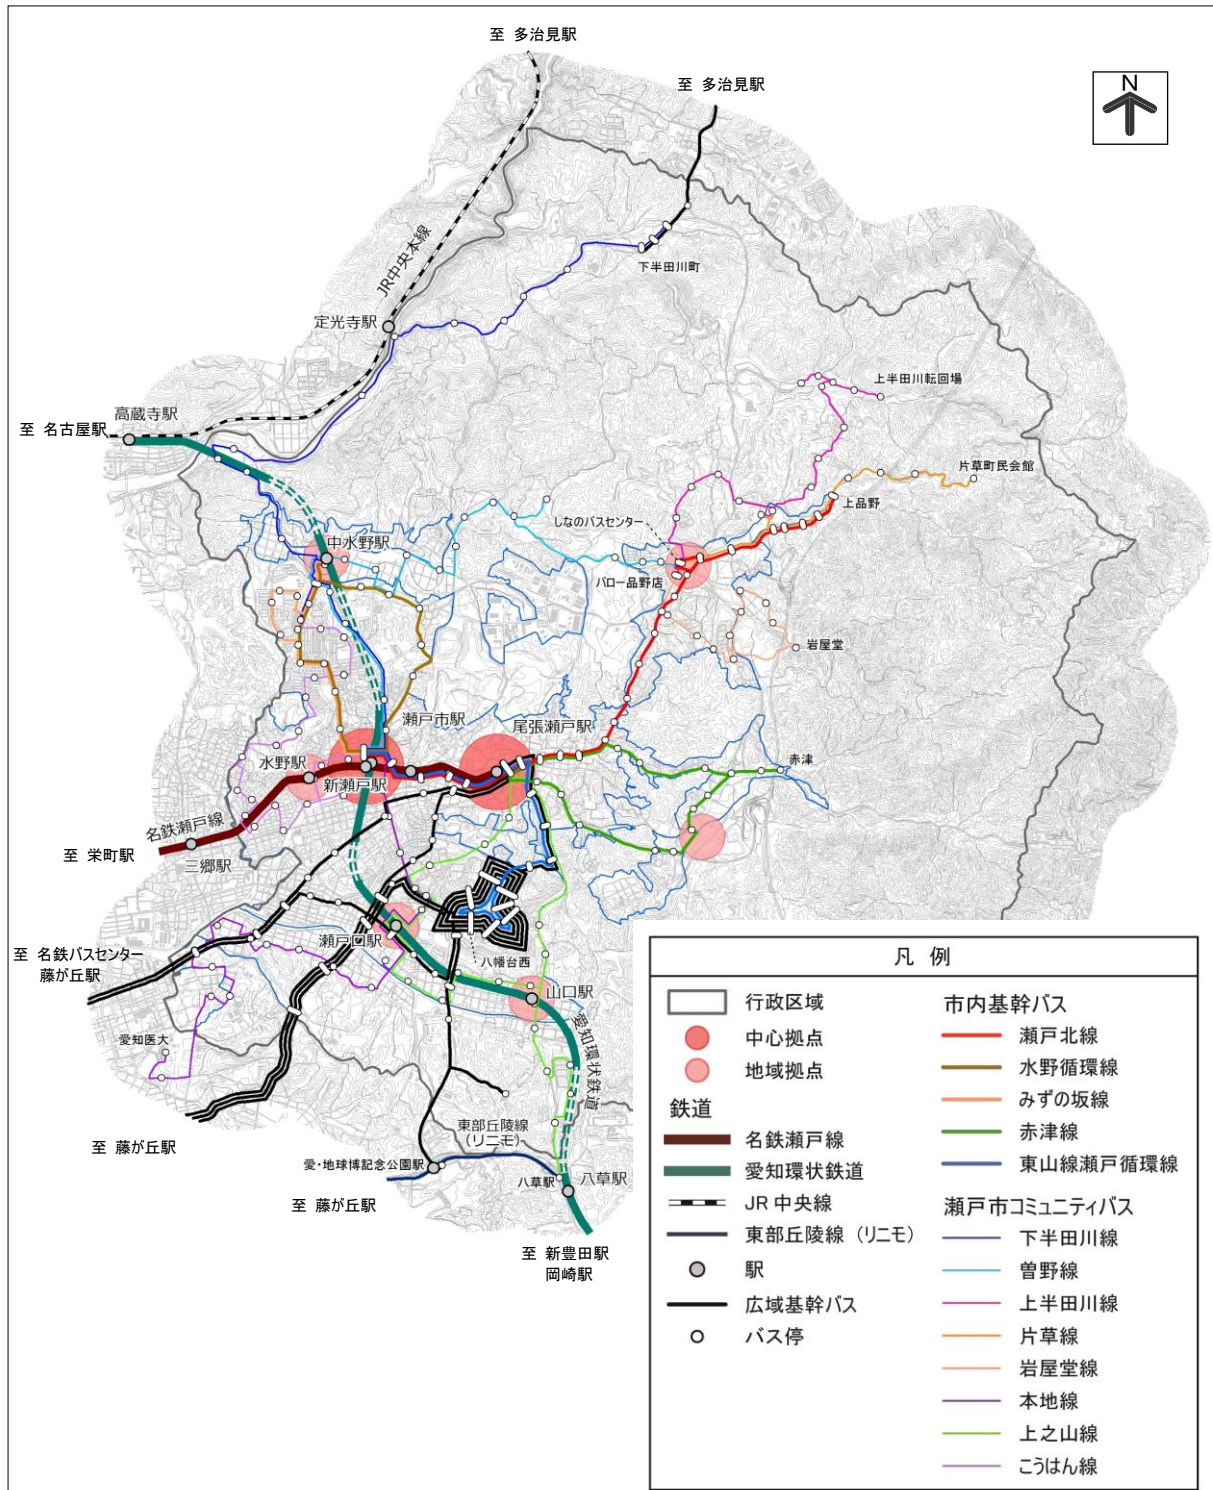 至 多治見駅
至 多治見駅
N
JR中央本線
下半田川町
定光寺駅
上半田川転回場
高蔵寺駅
至 名古屋駅
片草町民会館
上品野
しなのバスセンター
中水野駅
バロー品野店
岩屋堂
瀬戸市駅
尾張瀬戸駅
水野駅
赤津
新瀬戸駅
名鉄瀬戸線
至 栄町駅
三郷駅
瀬戸口駅
至 名鉄バスセンター
藤が丘駅
八幡台西
山口駅
愛知環状鉄道
愛知医大
東部丘陵線
（リニモ）
至 藤が丘駅
愛・地球博記念公園駅
八草駅
八草駅
至 藤が丘駅
至 新豊田駅
岡崎駅
凡 例
行政区域
中心拠点
地域拠点
鉄道
名鉄瀬戸線
愛知環状鉄道
JR 中央線
東部丘陵線（リニモ）
駅
広域基幹バス
バス停
市内基幹バス
瀬戸北線
水野循環線
みずの坂線
赤津線
東山線瀬戸循環線
瀬戸市コミュニティバス
下半田川線
曽野線
上半田川線
片草線
岩屋堂線
本地線
上之山線
こうはん線